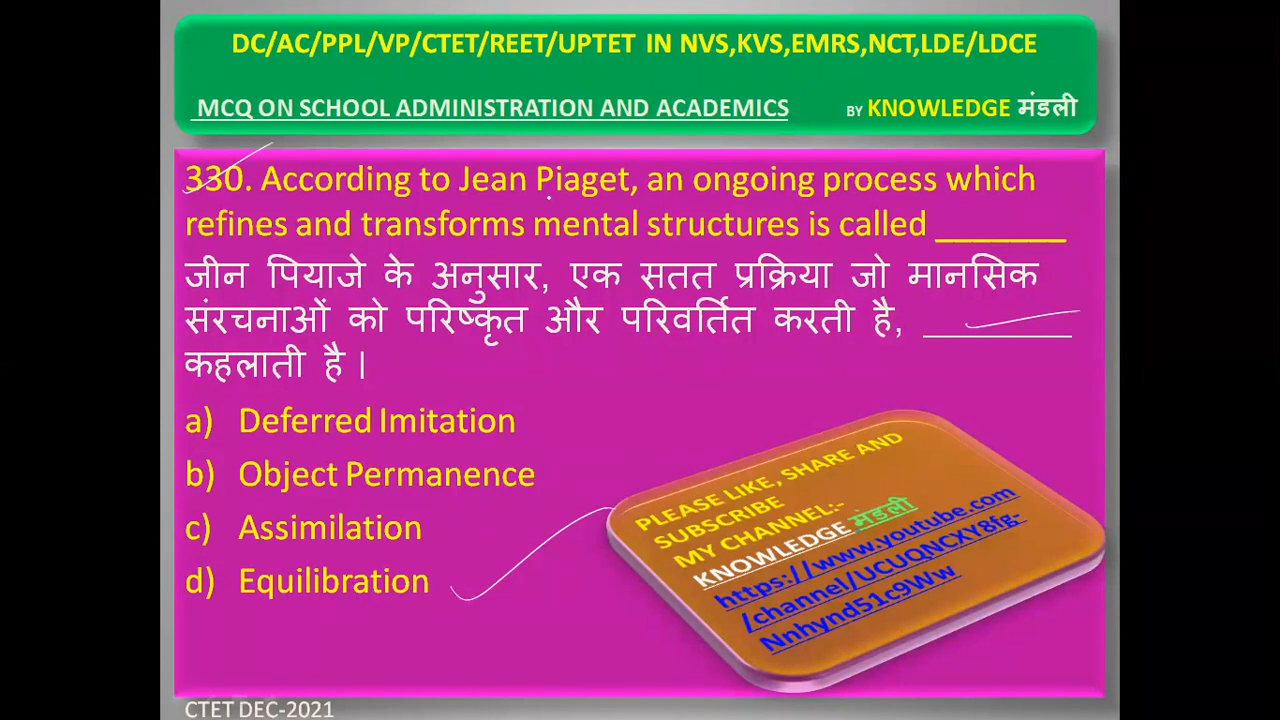 DC/AC/PPL/VP/CTET/REET/UPTET IN NVS,KVS,EMRS,NCT,LDE/LDCE
MCQ ON SCHOOL ADMINISTRATION AND ACADEMICS BY KNOWLEDGE मंडली
330. According to Jean Piaget, an ongoing process which
refines and transforms mental structures is called _______
जीन पियाजे के अनुसार, एक सतत प्रक्रिया जो मानसिक
संरचनाओं को परिष्कृत और परिवर्तित करती है, ________
कहलाती है।
a) Deferred Imitation
b) Object Permanence
c) Assimilation
d) Equilibration
PLEASE LIKE, SHARE AND
SUBSCRIBE
MY CHANNEL:-
KNOWLEDGE मंडली
https://www.youtube.com
/channel/UCUQNCXY8fg-
Nnhynd51c9Ww
CTET DEC-2021